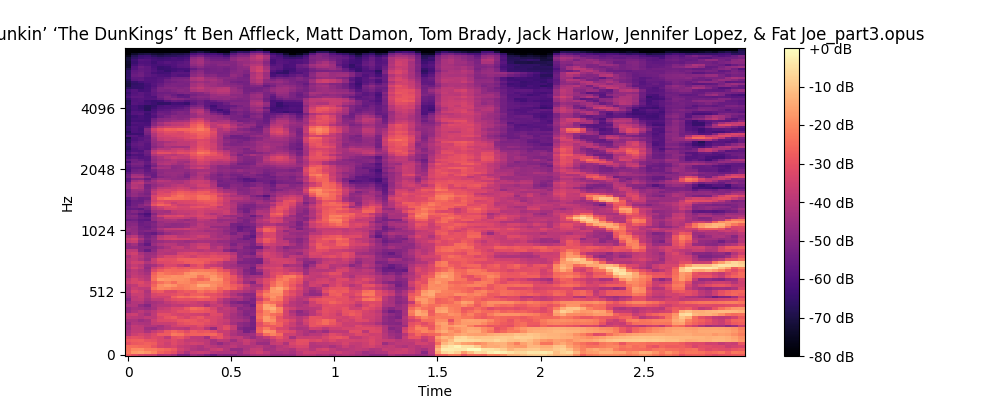 unkin’ ‘The DunKings’ ft Ben Affleck, Matt Damon, Tom Brady, Jack Harlow, Jennifer Lopez, & Fat Joe_part3.opus
+0 dB
4096
-10 dB
-20 dB
2048
-30 dB
Hz
1024
-40 dB
-50 dB
512
-60 dB
-70 dB
0
-80 dB
0 0.5 1 1.5 2 2.5
Time